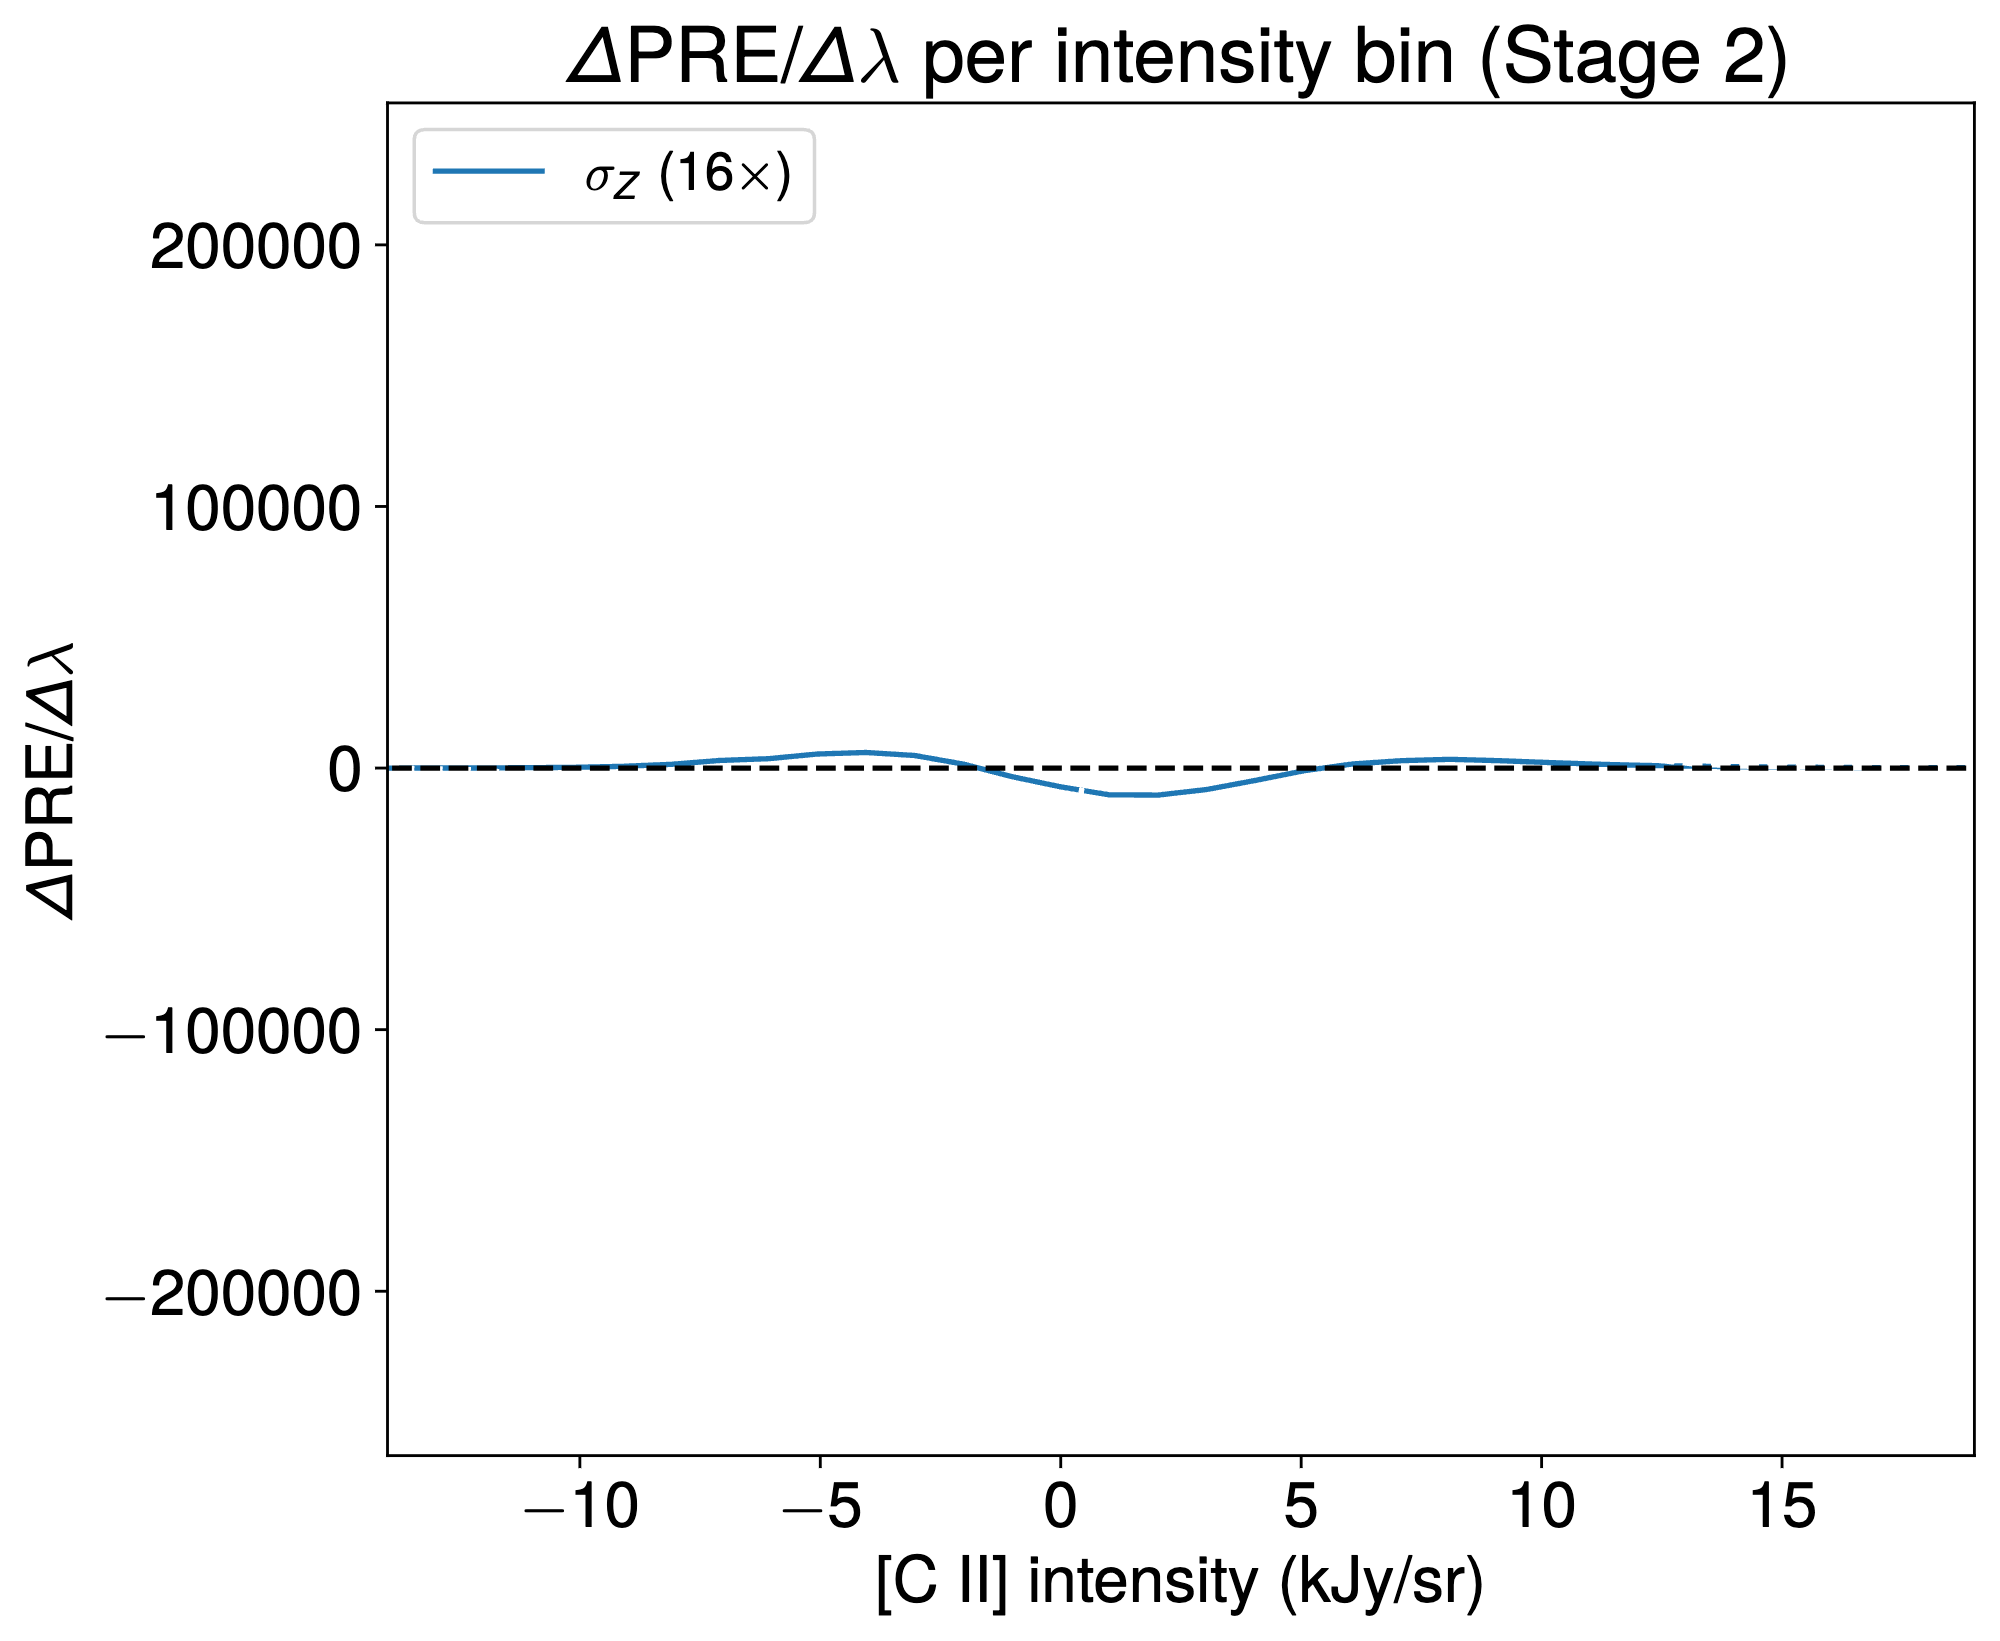 ΔPRE/Δλ per intensity bin (Stage 2)
σ_Z (16×)
200000
100000
0
−100000
−200000
ΔPRE/Δλ
−10 −5 0 5 10 15
[C II] intensity (kJy/sr)